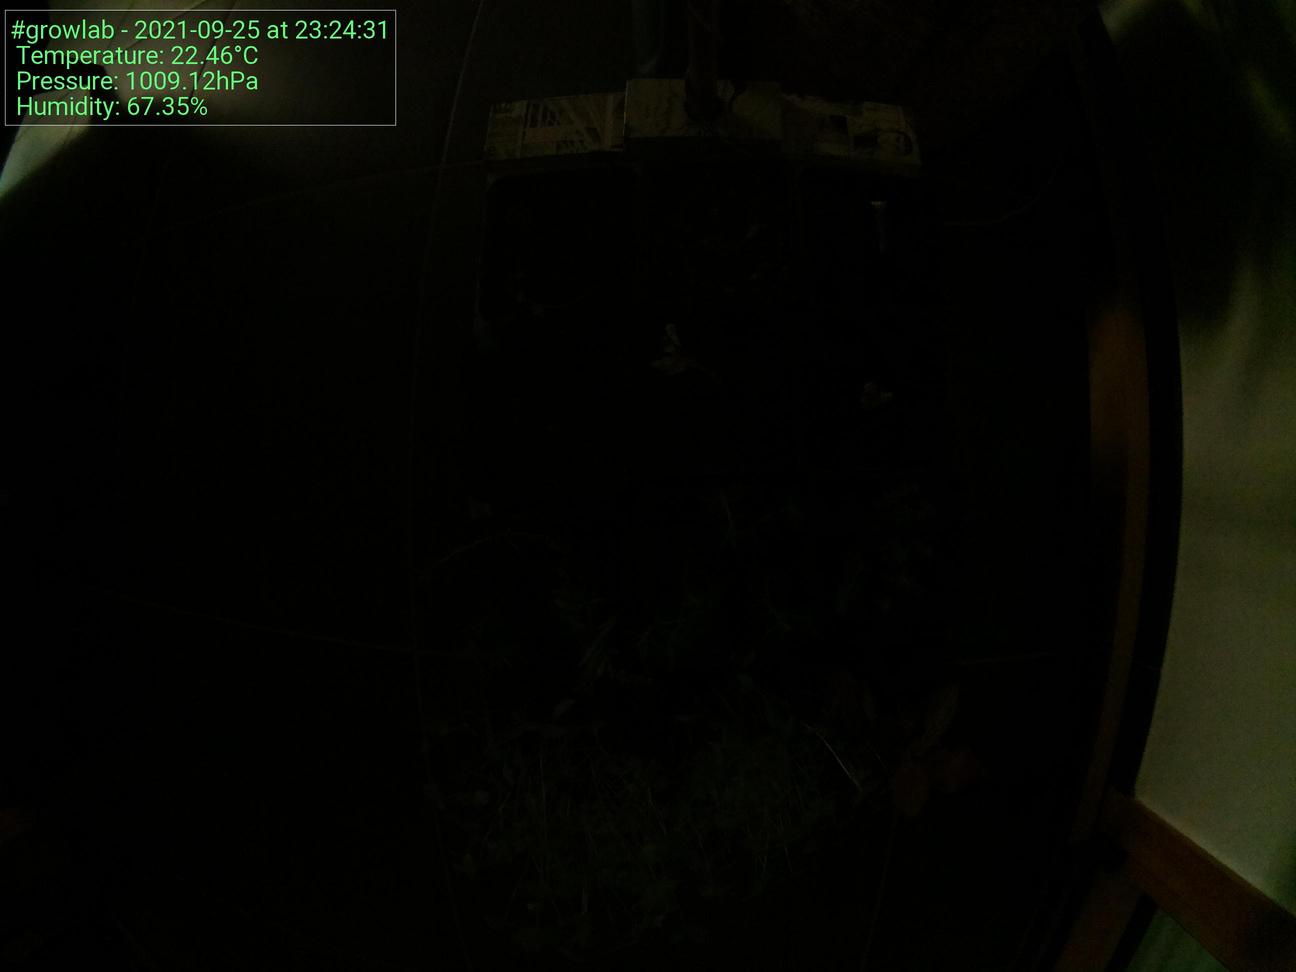 #growlab - 2021-09-25 at 23:24:31
Temperature: 22.46°C
Pressure: 1009.12hPa
Humidity: 67.35%